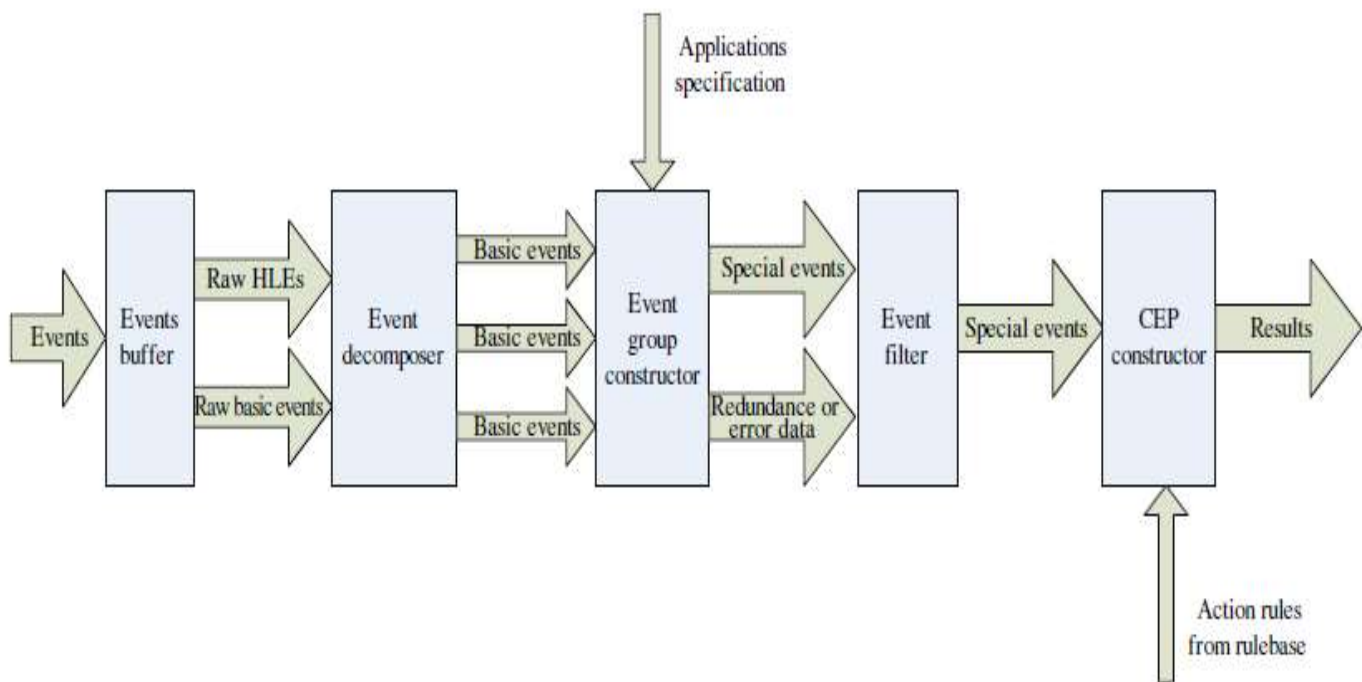 Applications
specification
Events
Events
buffer
Raw HLEs
Raw basic events
Event
decomposer
Basic events
Basic events
Basic events
Event
group
constructor
Special events
Redundance or
error data
Event
filter
Special events
CEP
constructor
Results
Action rules
from rulebase